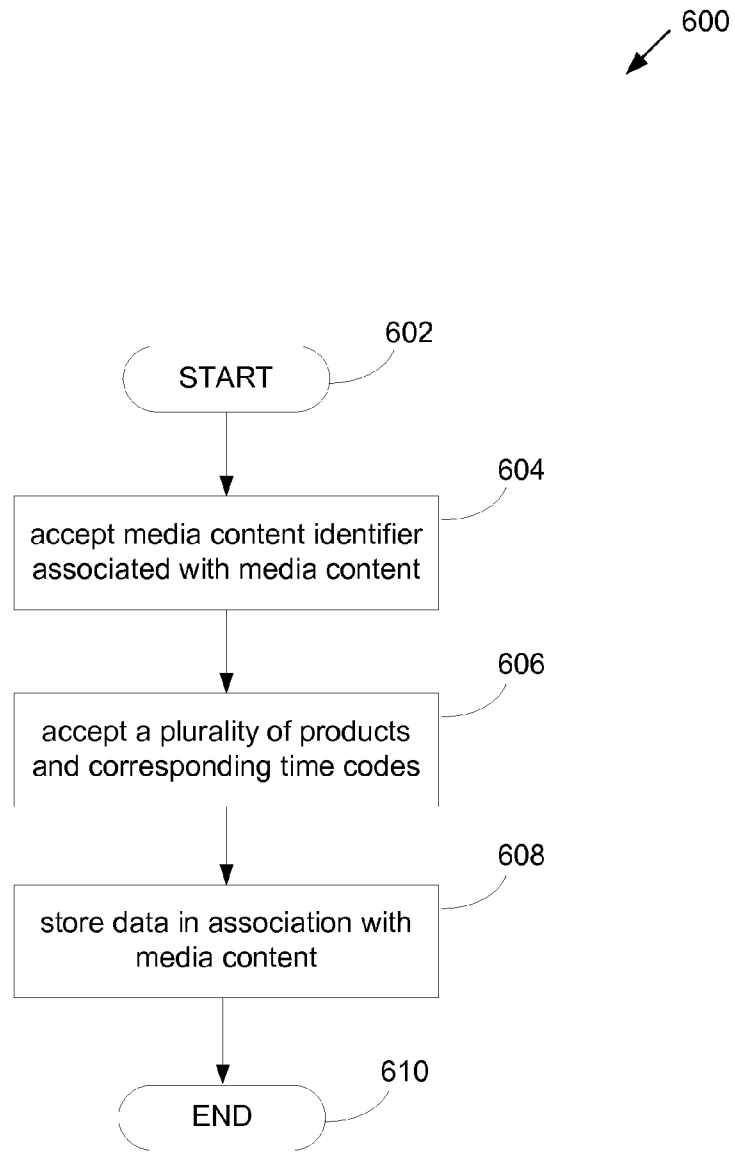 600
602
START
604
accept media content identifier
associated with media content
606
accept a plurality of products
and corresponding time codes
608
store data in association with
media content
610
END